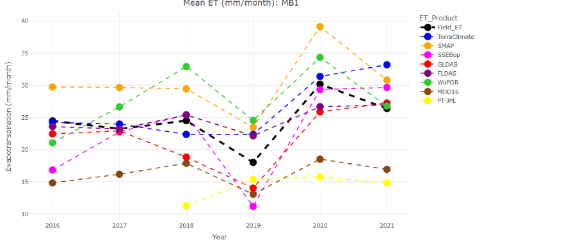 Mean ET (mm/month): MB1
ET_Product
Field_ET
TerraClimate
SMAP
SSEBop
GLDAS
FLDAS
WaPOR
MOD16
PT-JPL
Evapotranspiration (mm/month)
40
35
30
25
20
15
10
2016
2017
2018
2019
2020
2021
Year